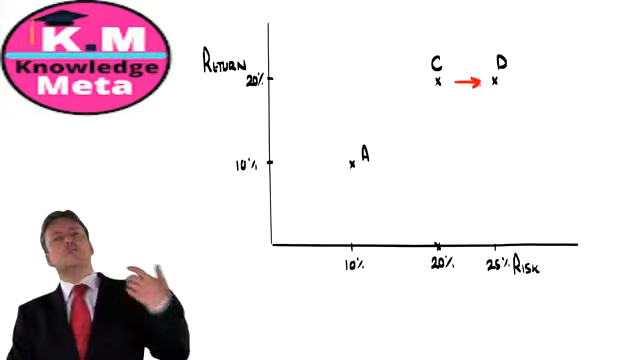 K.M
Knowledge
Meta
RETURN
20%
C
D
10%
A
10%
20%
25%
RISK